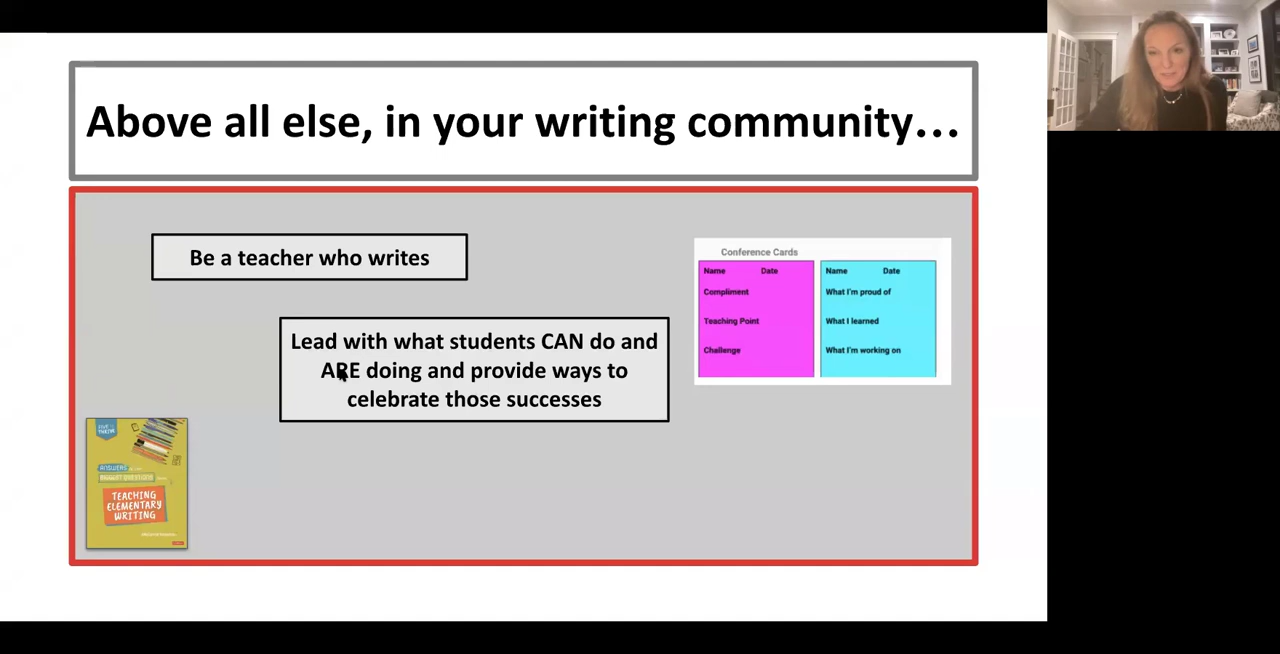 Above all else, in your writing community...
Be a teacher who writes
Lead with what students CAN do and
ARE doing and provide ways to
celebrate those successes
Conference Cards
Name Date
Compliment
Teaching Point
Challenge
Name Date
What I'm proud of
What I learned
What I'm working on
ANSWERS
TEACHING
ELEMENTARY
WRITING